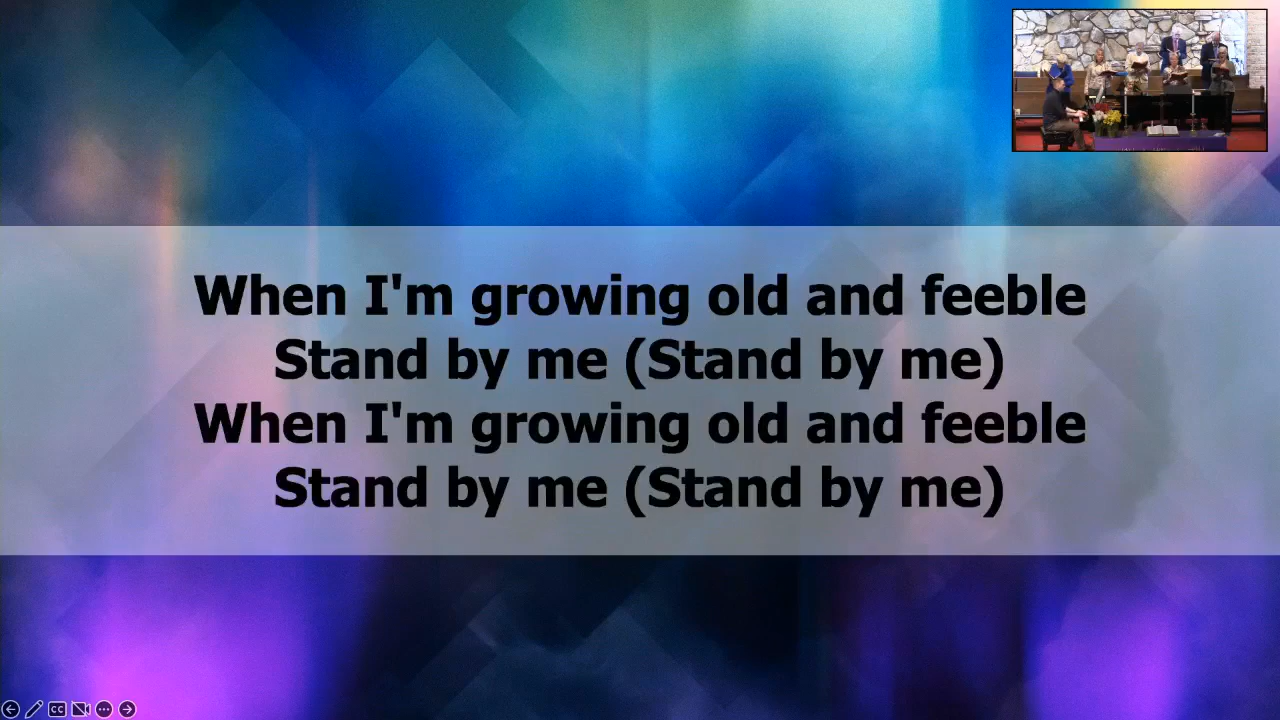 When I'm growing old and feeble
Stand by me (Stand by me)
When I'm growing old and feeble
Stand by me (Stand by me)
CC